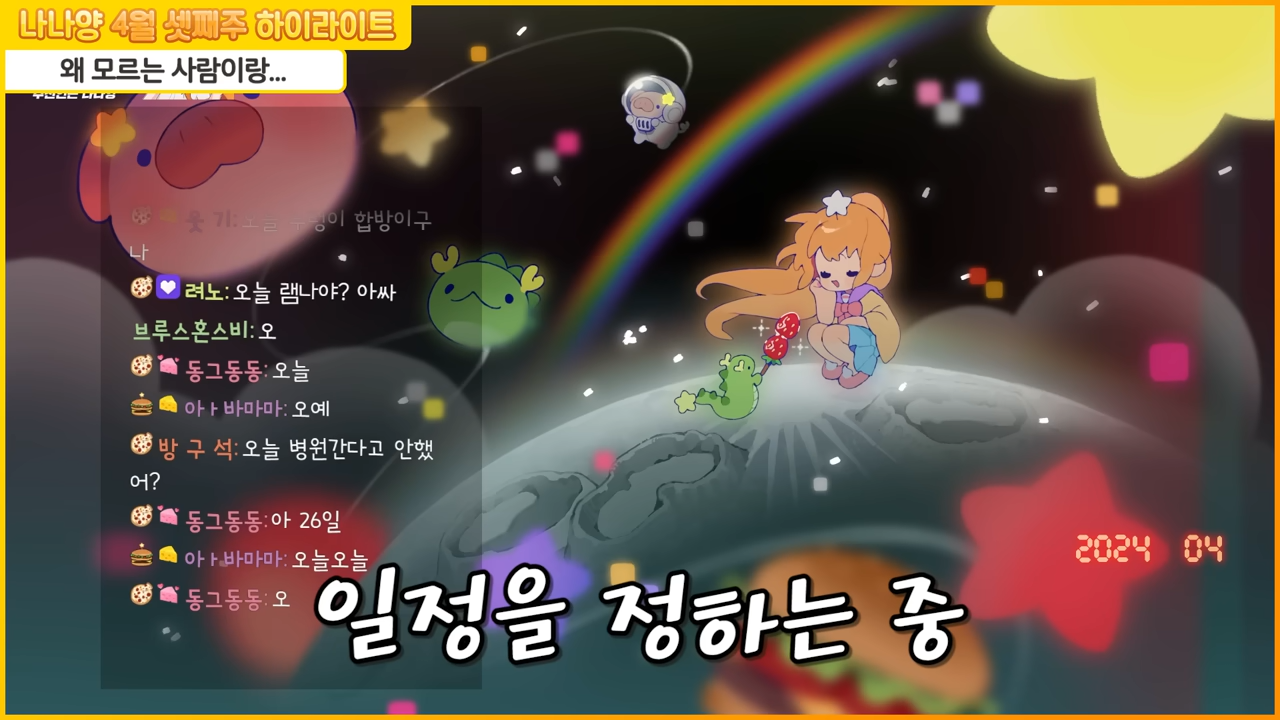 나나양 4월 셋째주 하이라이트
왜 모르는 사람이랑...
웃 기: 오늘 합방이구
나
려노: 오늘 램나야? 아싸
브루스혼스비: 오
동그동동: 오늘
아ㅏ바마마: 오예
방 구 석: 오늘 병원간다고 안했
어?
동그동동: 아 26일
아ㅏ바마마: 오늘오늘
동그동동: 오
2024 04
일정을 정하는 중